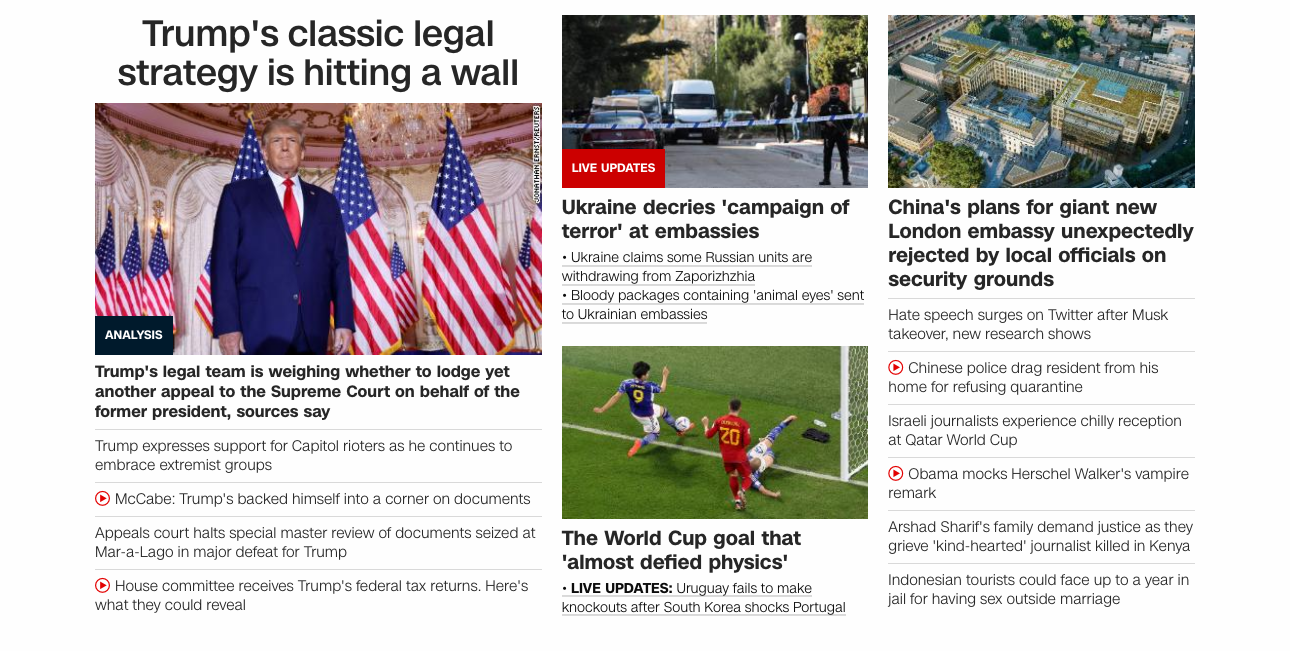 Trump's classic legal
strategy is hitting a wall
JONATHAN ERNST/REUTERS
ANALYSIS
Trump's legal team is weighing whether to lodge yet
another appeal to the Supreme Court on behalf of the
former president, sources say
Trump expresses support for Capitol rioters as he continues to
embrace extremist groups
McCabe: Trump's backed himself into a corner on documents
Appeals court halts special master review of documents seized at
Mar-a-Lago in major defeat for Trump
House committee receives Trump's federal tax returns. Here's
what they could reveal
LIVE UPDATES
Ukraine decries 'campaign of
terror' at embassies
• Ukraine claims some Russian units are
withdrawing from Zaporizhzhia
• Bloody packages containing 'animal eyes' sent
to Ukrainian embassies
9
20
The World Cup goal that
'almost defied physics'
• LIVE UPDATES: Uruguay fails to make
knockouts after South Korea shocks Portugal
China's plans for giant new
London embassy unexpectedly
rejected by local officials on
security grounds
Hate speech surges on Twitter after Musk
takeover, new research shows
Chinese police drag resident from his
home for refusing quarantine
Israeli journalists experience chilly reception
at Qatar World Cup
Obama mocks Herschel Walker's vampire
remark
Arshad Sharif's family demand justice as they
grieve 'kind-hearted' journalist killed in Kenya
Indonesian tourists could face up to a year in
jail for having sex outside marriage